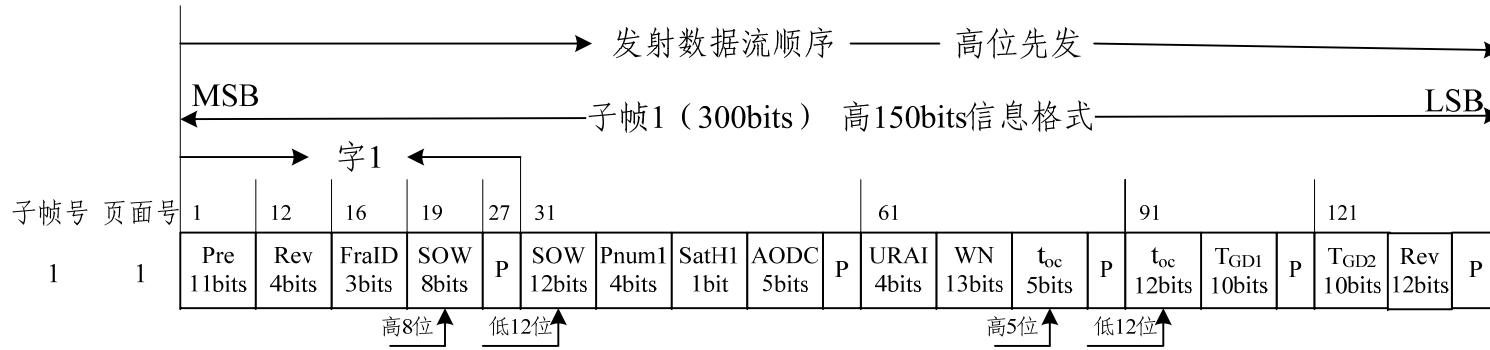 发射数据流顺序 高位先发
MSB LSB
子帧1（300bits） 高150bits信息格式
字1
子帧号 页面号 1 12 16 19 27 31 61 91 121
Pre Rev FraID SOW P SOW Pnum1 SatH1 AODC P URAI WN toc P toc TGD1 P TGD2 Rev P
1 1 11bits 4bits 3bits 8bits 12bits 4bits 1bit 5bits 4bits 13bits 5bits 12bits 10bits 10bits 12bits
高8位 低12位 高5位 低12位